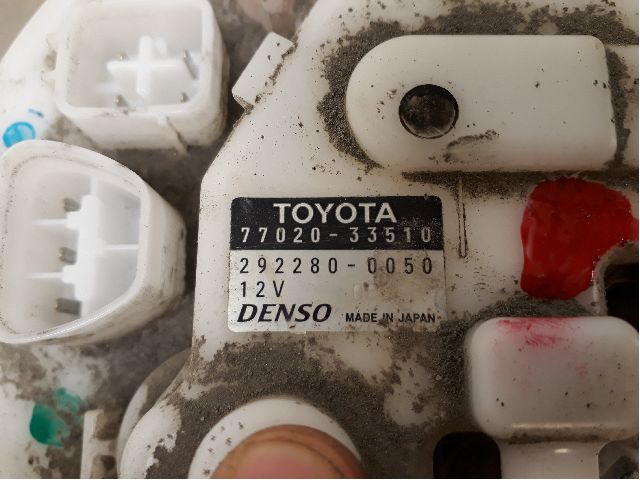 TOYOTA
77020-33510
292280-0050
12V
DENSO MADE IN JAPAN